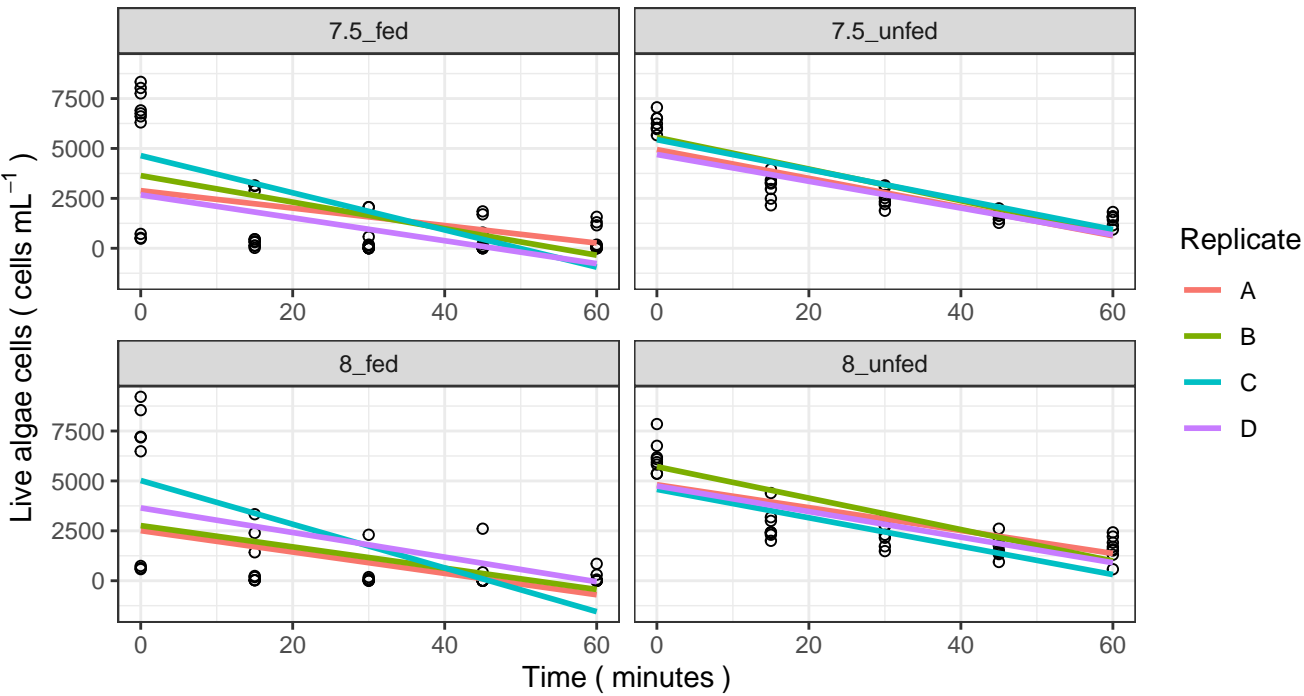 7.5_fed
7.5_unfed
7500
5000
2500
0
0 20 40 60
0 20 40 60
8_fed
8_unfed
7500
5000
2500
0
0 20 40 60
0 20 40 60
Time ( minutes )
Live algae cells ( cells mL⁻¹ )
Replicate
A
B
C
D